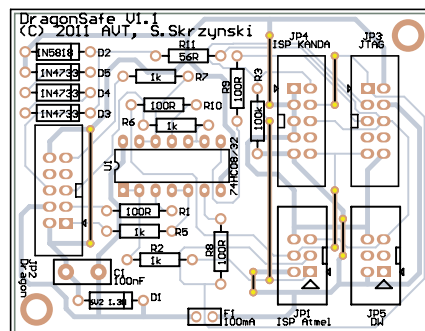 DragonSafe V1.1
(C) 2011 AVT, S.Skrzynski
JP4
ISP KANDA
JP3
JTAG
R11
56R
1N5818
D2
1N4733
D5
1k
R7
1N4733
D4
R9
100R
R3
100k
100R
R10
1N4733
D3
R6
1k
U1
74HC08/32
100R
R1
1k
R5
R2
1k
R8
100R
JP2
Dragon
C1
100nF
5V2 1.3W
D1
F1
100mA
JP1
ISP Atmel
JP5
DW